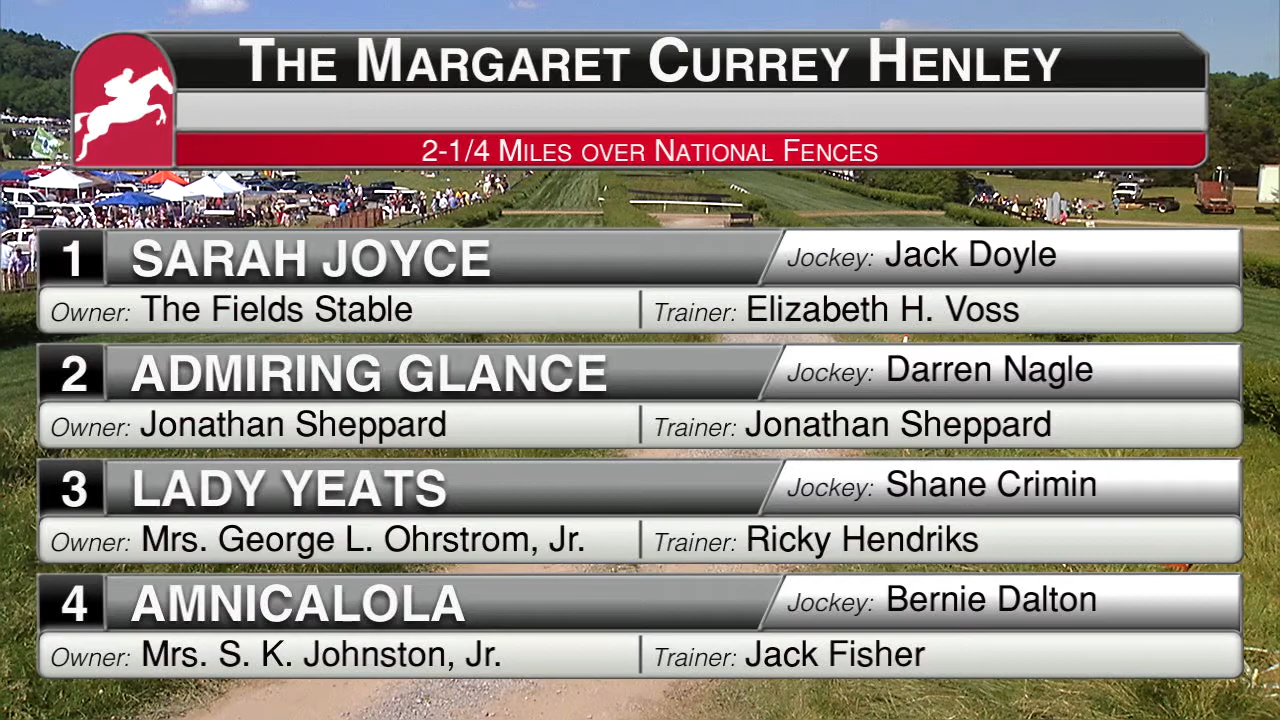 THE MARGARET CURREY HENLEY
2-1/4 MILES OVER NATIONAL FENCES
1 SARAH JOYCE Jockey: Jack Doyle
Owner: The Fields Stable Trainer: Elizabeth H. Voss
2 ADMIRING GLANCE Jockey: Darren Nagle
Owner: Jonathan Sheppard Trainer: Jonathan Sheppard
3 LADY YEATS Jockey: Shane Crimin
Owner: Mrs. George L. Ohrstrom, Jr. Trainer: Ricky Hendriks
4 AMNICALOLA Jockey: Bernie Dalton
Owner: Mrs. S. K. Johnston, Jr. Trainer: Jack Fisher